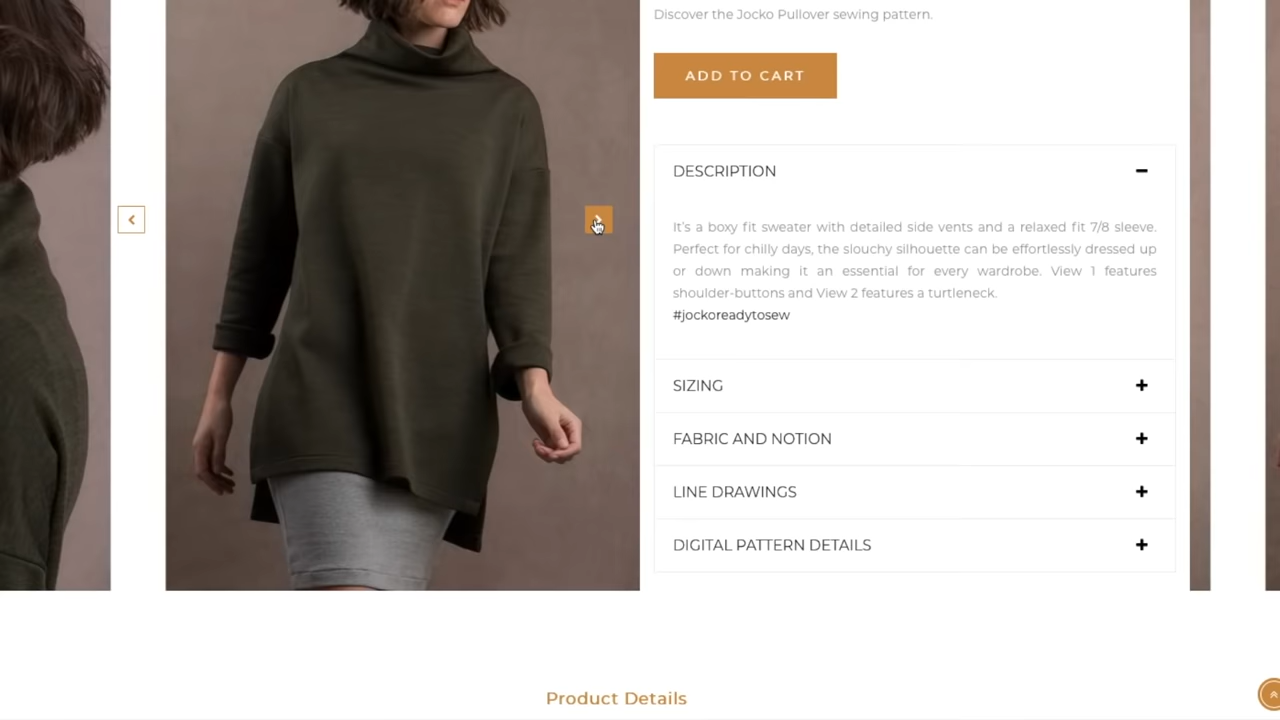 Discover the Jocko Pullover sewing pattern.
ADD TO CART
DESCRIPTION
It's a boxy fit sweater with detailed side vents and a relaxed fit 7/8 sleeve.
Perfect for chilly days, the slouchy silhouette can be effortlessly dressed up
or down making it an essential for every wardrobe. View 1 features
shoulder-buttons and View 2 features a turtleneck.
#jockoreadytosew
SIZING
FABRIC AND NOTION
LINE DRAWINGS
DIGITAL PATTERN DETAILS
Product Details